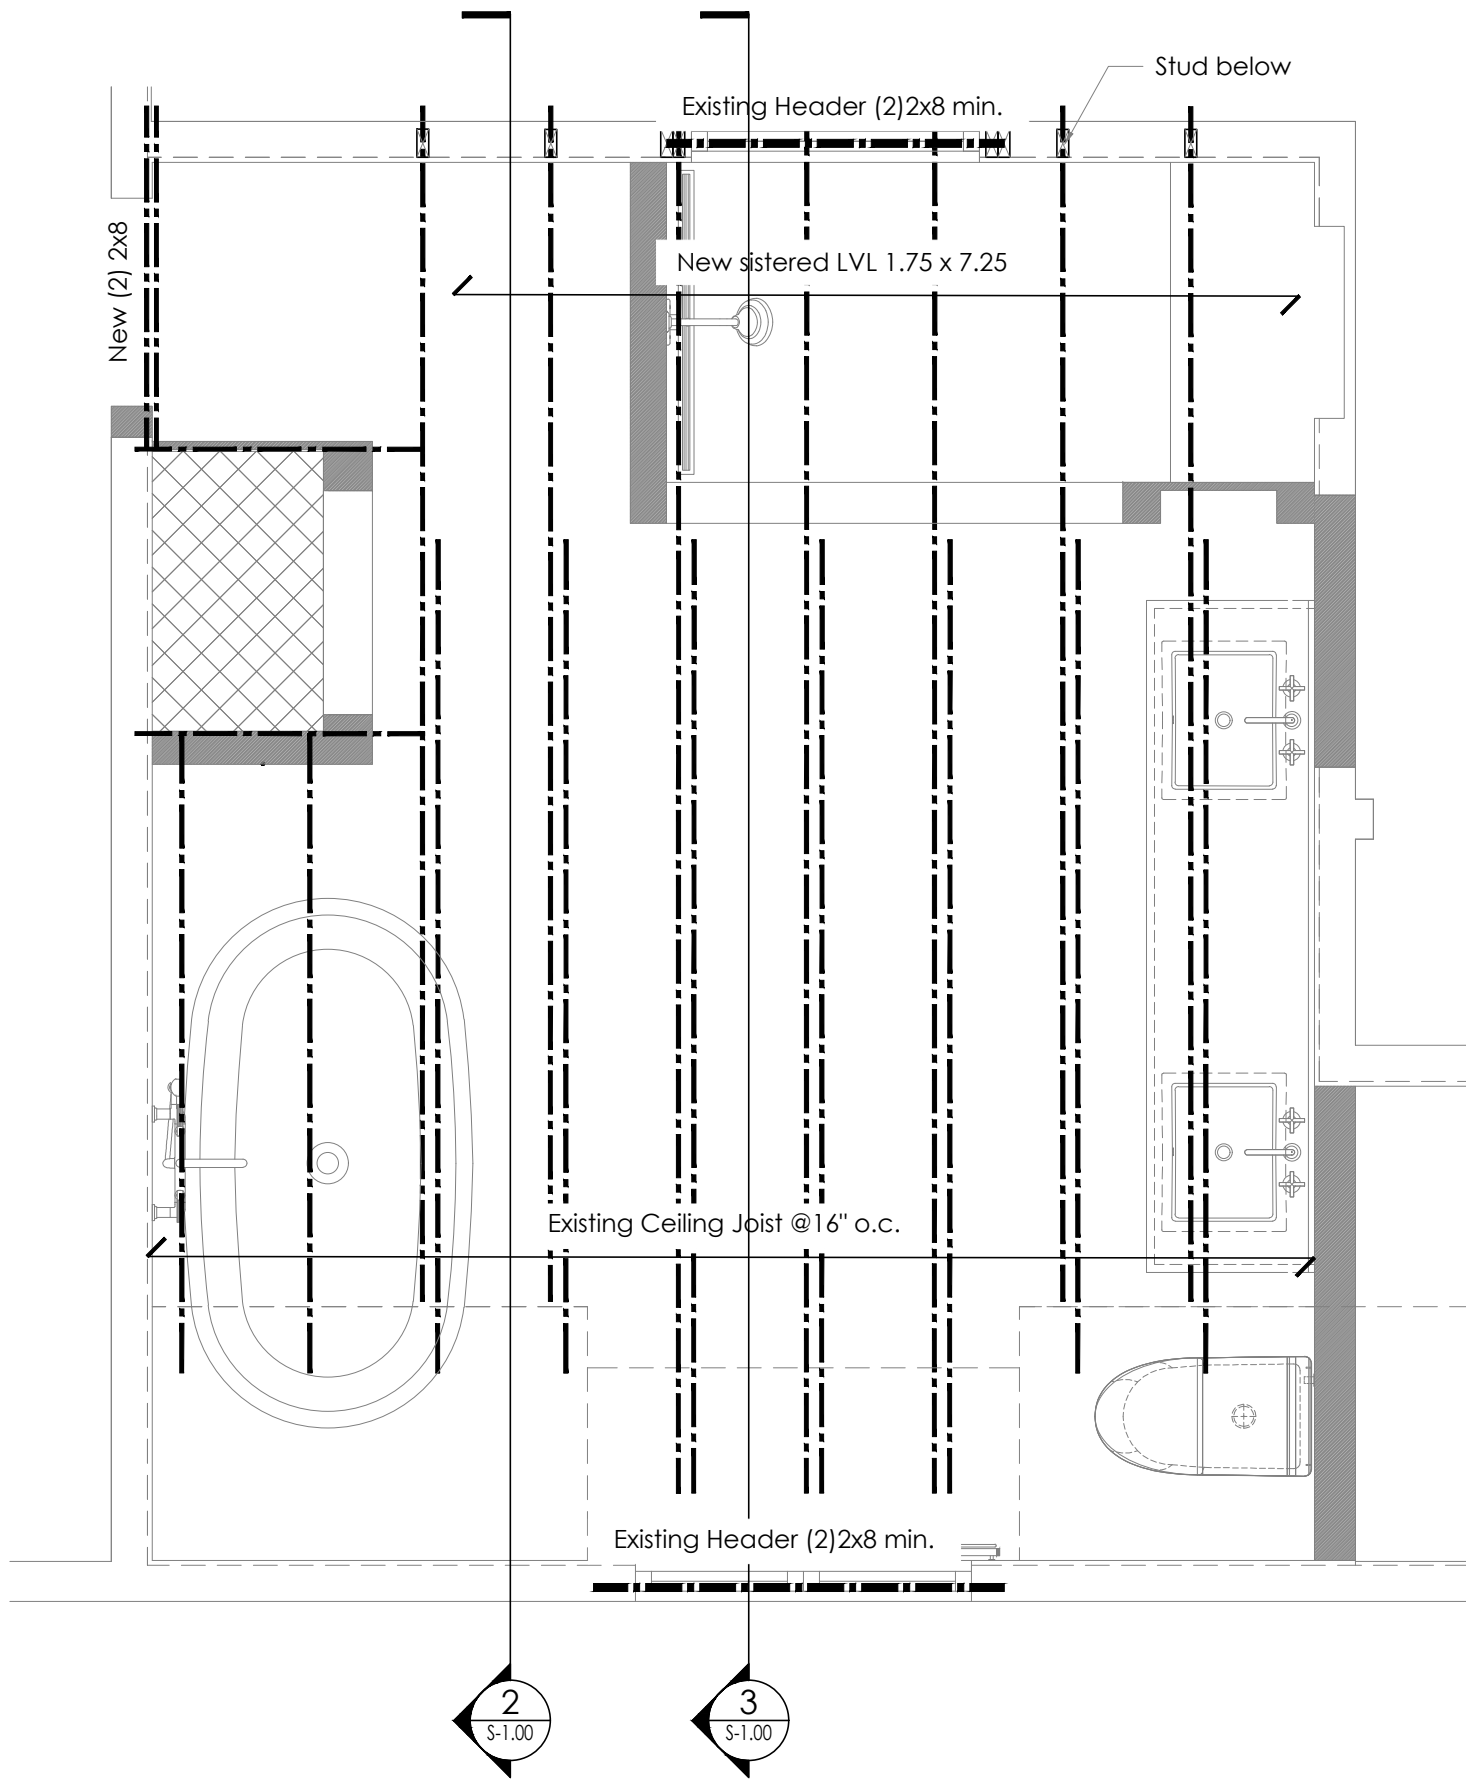 Stud below
Existing Header (2)2x8 min.
New (2) 2x8
New sistered LVL 1.75 x 7.25
Existing Ceiling Joist @16" o.c.
Existing Header (2)2x8 min.
2
S-1.00
3
S-1.00